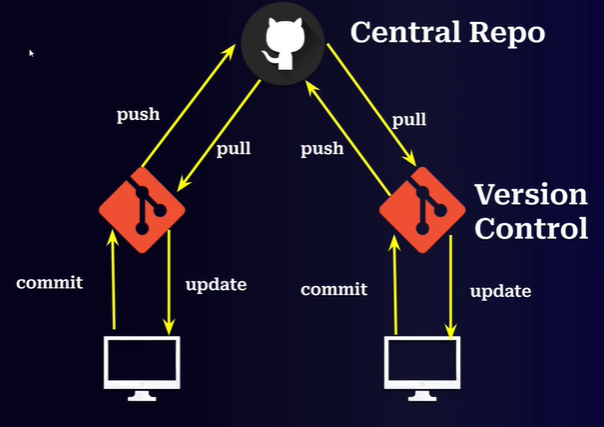 Central Repo
push
pull
push
pull
Version
Control
commit
update
commit
update